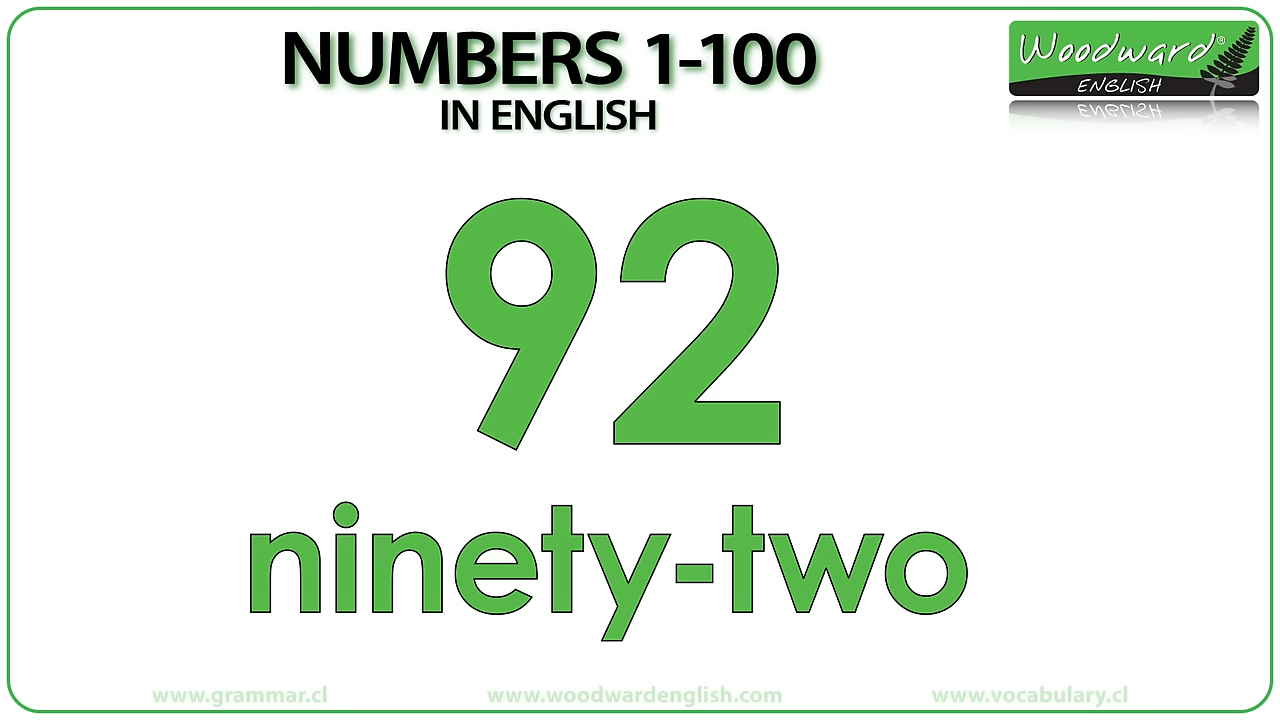 NUMBERS 1-100
IN ENGLISH
Woodward®
ENGLISH
92
ninety-two
www.grammar.cl
www.woodwardenglish.com
www.vocabulary.cl